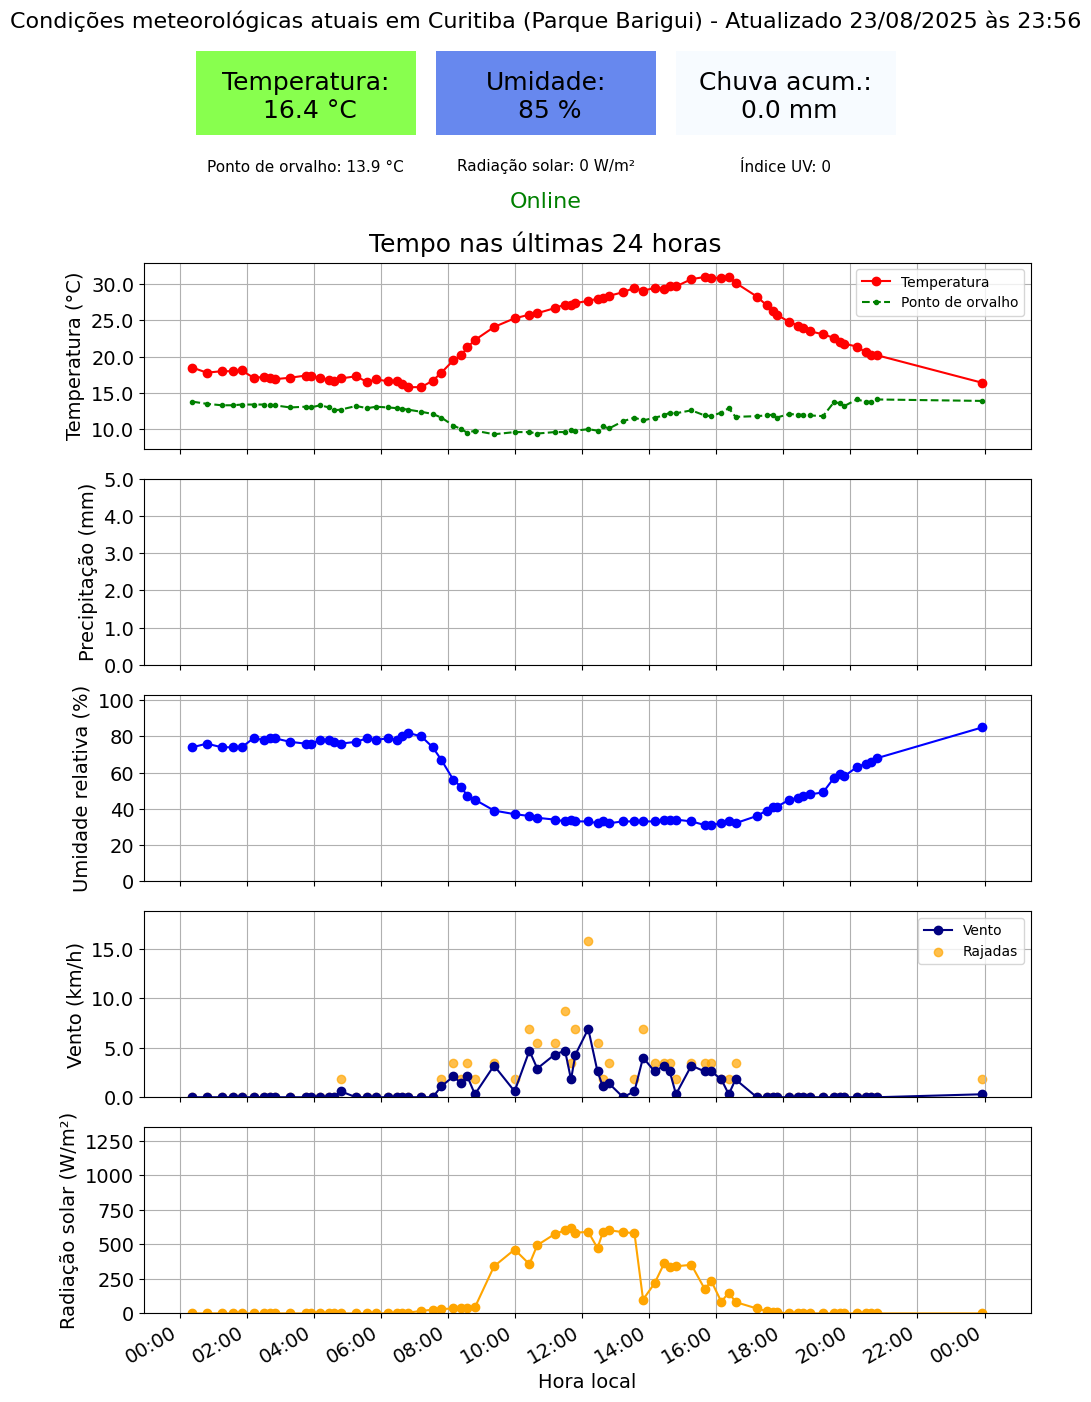 Condições meteorológicas atuais em Curitiba (Parque Barigui) - Atualizado 23/08/2025 às 23:56
Temperatura:
16.4 °C
Umidade:
85 %
Chuva acum.:
0.0 mm
Ponto de orvalho: 13.9 °C
Radiação solar: 0 W/m²
Índice UV: 0
Online
Tempo nas últimas 24 horas
Temperatura (°C)
30.0
25.0
20.0
15.0
10.0
Temperatura
Ponto de orvalho
Precipitação (mm)
5.0
4.0
3.0
2.0
1.0
0.0
Umidade relativa (%)
100
80
60
40
20
0
Vento (km/h)
15.0
10.0
5.0
0.0
Vento
Rajadas
Radiação solar (W/m²)
1250
1000
750
500
250
0
00:00
02:00
04:00
06:00
08:00
10:00
12:00
14:00
16:00
18:00
20:00
22:00
00:00
Hora local